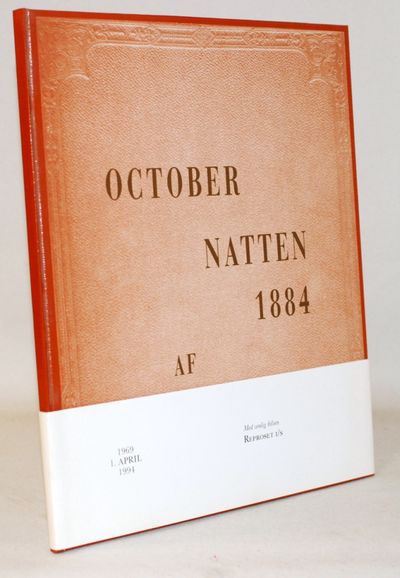 OCTOBER
NATTEN
1884
AF
1969
1. APRIL
1994
Med venlig hilsen
REPROSET I/S